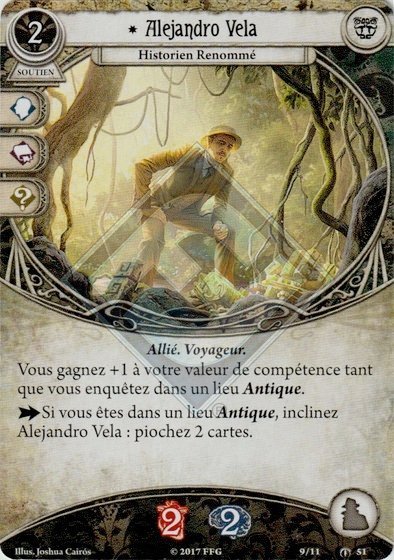 2
Alejandro Vela
SOUTIEN
Historien Renommé
?
Allié. Voyageur.
Vous gagnez +1 à votre valeur de compétence tant
que vous enquêtez dans un lieu Antique.
Si vous êtes dans un lieu Antique, inclinez
Alejandro Vela : piochez 2 cartes.
2
2
Illus. Joshua Cairós
© 2017 FFG
9/11
51